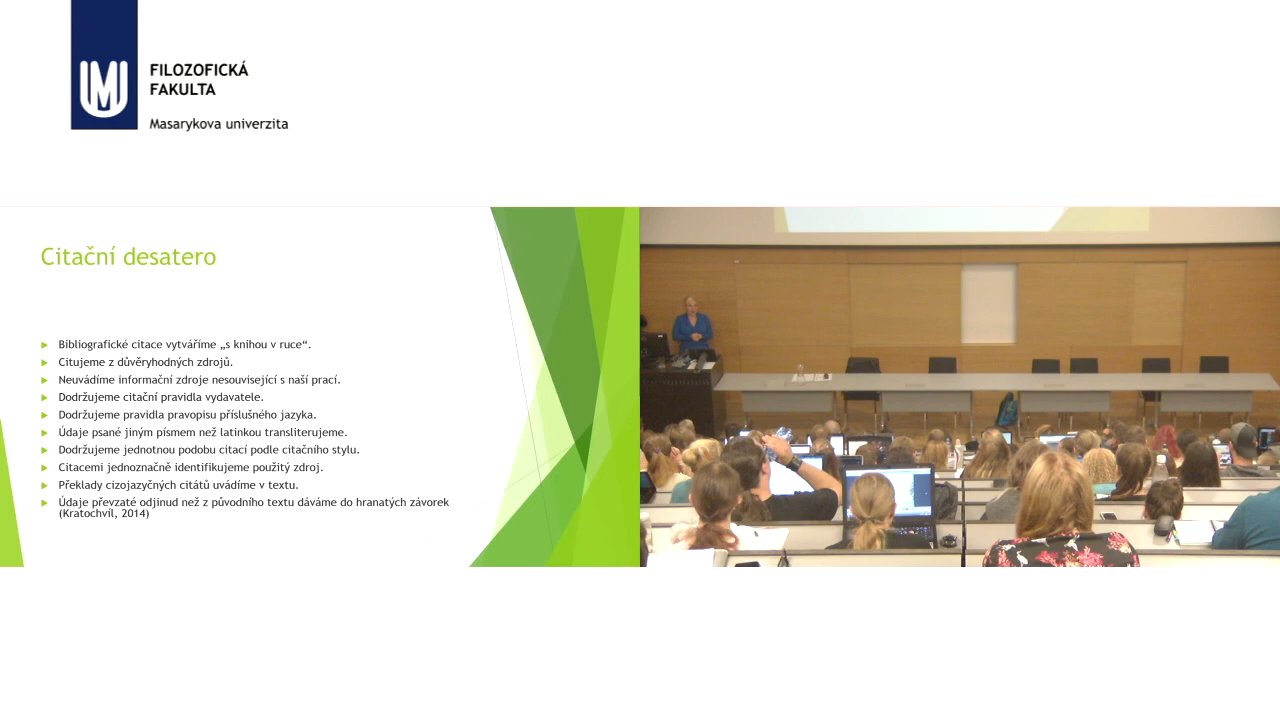 FILOZOFICKÁ
FAKULTA
Masarykova univerzita
Citační desatero
Bibliografické citace vytváříme „s knihou v ruce“.
Citujeme z důvěryhodných zdrojů.
Neuvádíme informační zdroje nesouvisející s naší prací.
Dodržujeme citační pravidla vydavatele.
Dodržujeme pravidla pravopisu příslušného jazyka.
Údaje psané jiným písmem než latinkou transliterujeme.
Dodržujeme jednotnou podobu citací podle citačního stylu.
Citacemi jednoznačně identifikujeme použitý zdroj.
Překlady cizojazyčných citátů uvádíme v textu.
Údaje převzaté odjinud než z původního textu dáváme do hranatých závorek
(Kratochvíl, 2014)